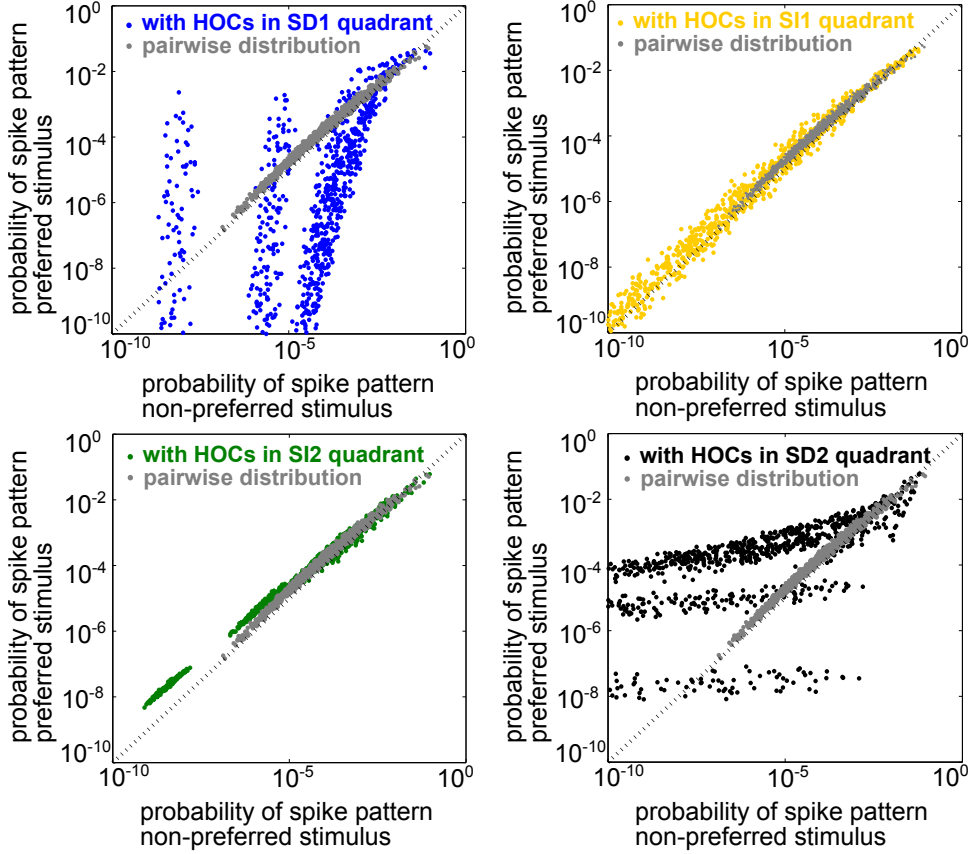 with HOCs in SD1 quadrant
pairwise distribution
probability of spike pattern
preferred stimulus
10^0
10^-2
10^-4
10^-6
10^-8
10^-10
10^-10
10^-5
10^0
probability of spike pattern
non-preferred stimulus
with HOCs in SI1 quadrant
pairwise distribution
probability of spike pattern
preferred stimulus
10^0
10^-2
10^-4
10^-6
10^-8
10^-10
10^-10
10^-5
10^0
probability of spike pattern
non-preferred stimulus
with HOCs in SI2 quadrant
pairwise distribution
probability of spike pattern
preferred stimulus
10^0
10^-2
10^-4
10^-6
10^-8
10^-10
10^-10
10^-5
10^0
probability of spike pattern
non-preferred stimulus
with HOCs in SD2 quadrant
pairwise distribution
probability of spike pattern
preferred stimulus
10^0
10^-2
10^-4
10^-6
10^-8
10^-10
10^-10
10^-5
10^0
probability of spike pattern
non-preferred stimulus